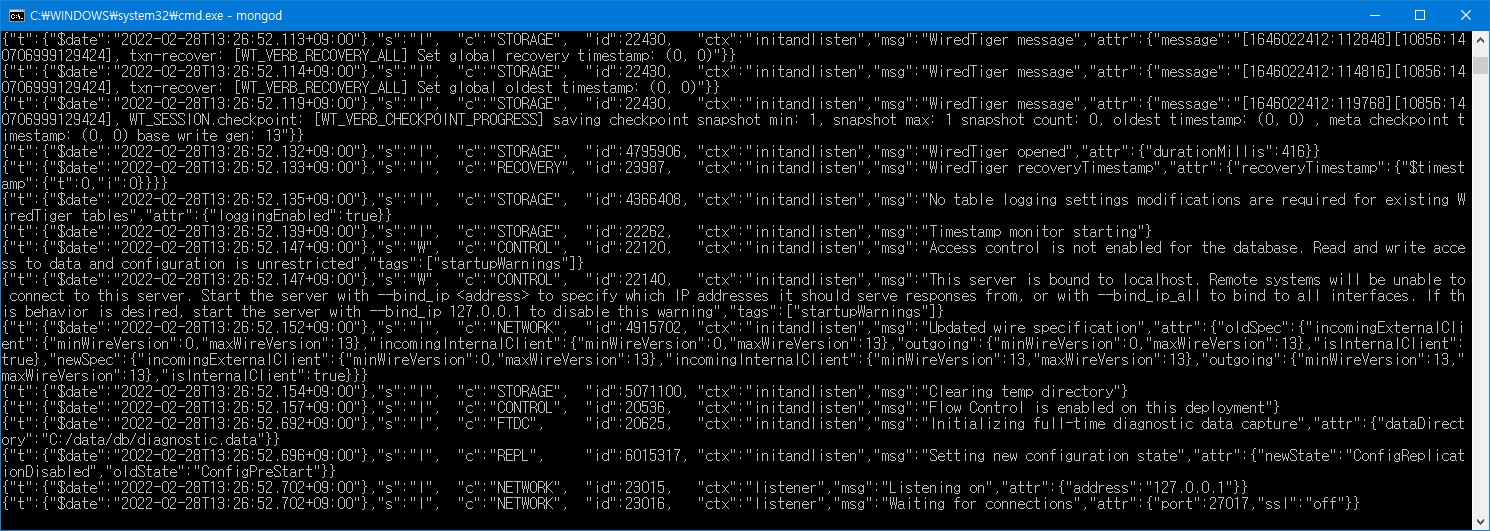 C:₩WINDOWS₩system32₩cmd.exe - mongod
{"t":{"$date":"2022-02-28T13:26:52.113+09:00"},"s":"I",  "c":"STORAGE",  "id":22430,   "ctx":"initandlisten","msg":"WiredTiger message","attr":{"message":"[1646022412:112848][10856:14
0706999129424], txn-recover: [WT_VERB_RECOVERY_ALL] Set global recovery timestamp: (0, 0)"}}
{"t":{"$date":"2022-02-28T13:26:52.114+09:00"},"s":"I",  "c":"STORAGE",  "id":22430,   "ctx":"initandlisten","msg":"WiredTiger message","attr":{"message":"[1646022412:114816][10856:14
0706999129424], txn-recover: [WT_VERB_RECOVERY_ALL] Set global oldest timestamp: (0, 0)"}}
{"t":{"$date":"2022-02-28T13:26:52.119+09:00"},"s":"I",  "c":"STORAGE",  "id":22430,   "ctx":"initandlisten","msg":"WiredTiger message","attr":{"message":"[1646022412:119768][10856:14
0706999129424], WT_SESSION.checkpoint: [WT_VERB_CHECKPOINT_PROGRESS] saving checkpoint snapshot min: 1, snapshot max: 1 snapshot count: 0, oldest timestamp: (0, 0) , meta checkpoint t
imestamp: (0, 0) base write gen: 13"}}
{"t":{"$date":"2022-02-28T13:26:52.132+09:00"},"s":"I",  "c":"STORAGE",  "id":4795906, "ctx":"initandlisten","msg":"WiredTiger opened","attr":{"durationMillis":416}}
{"t":{"$date":"2022-02-28T13:26:52.133+09:00"},"s":"I",  "c":"RECOVERY", "id":23987,   "ctx":"initandlisten","msg":"WiredTiger recoveryTimestamp","attr":{"recoveryTimestamp":{"$timest
amp":{"t":0,"i":0}}}}
{"t":{"$date":"2022-02-28T13:26:52.135+09:00"},"s":"I",  "c":"STORAGE",  "id":4366408, "ctx":"initandlisten","msg":"No table logging settings modifications are required for existing W
iredTiger tables","attr":{"loggingEnabled":true}}
{"t":{"$date":"2022-02-28T13:26:52.139+09:00"},"s":"I",  "c":"STORAGE",  "id":22262,   "ctx":"initandlisten","msg":"Timestamp monitor starting"}
{"t":{"$date":"2022-02-28T13:26:52.147+09:00"},"s":"W",  "c":"CONTROL",  "id":22120,   "ctx":"initandlisten","msg":"Access control is not enabled for the database. Read and write acce
ss to data and configuration is unrestricted","tags":["startupWarnings"]}
{"t":{"$date":"2022-02-28T13:26:52.147+09:00"},"s":"W",  "c":"CONTROL",  "id":22140,   "ctx":"initandlisten","msg":"This server is bound to localhost. Remote systems will be unable to
 connect to this server. Start the server with --bind_ip <address> to specify which IP addresses it should serve responses from, or with --bind_ip_all to bind to all interfaces. If th
is behavior is desired, start the server with --bind_ip 127.0.0.1 to disable this warning","tags":["startupWarnings"]}
{"t":{"$date":"2022-02-28T13:26:52.152+09:00"},"s":"I",  "c":"NETWORK",  "id":4915702, "ctx":"initandlisten","msg":"Updated wire specification","attr":{"oldSpec":{"incomingExternalCli
ent":{"minWireVersion":0,"maxWireVersion":13},"incomingInternalClient":{"minWireVersion":0,"maxWireVersion":13},"outgoing":{"minWireVersion":0,"maxWireVersion":13},"isInternalClient":
true},"newSpec":{"incomingExternalClient":{"minWireVersion":0,"maxWireVersion":13},"incomingInternalClient":{"minWireVersion":13,"maxWireVersion":13},"outgoing":{"minWireVersion":13,"
maxWireVersion":13},"isInternalClient":true}}}
{"t":{"$date":"2022-02-28T13:26:52.154+09:00"},"s":"I",  "c":"STORAGE",  "id":5071100, "ctx":"initandlisten","msg":"Clearing temp directory"}
{"t":{"$date":"2022-02-28T13:26:52.157+09:00"},"s":"I",  "c":"CONTROL",  "id":20536,   "ctx":"initandlisten","msg":"Flow Control is enabled on this deployment"}
{"t":{"$date":"2022-02-28T13:26:52.692+09:00"},"s":"I",  "c":"FTDC",     "id":20625,   "ctx":"initandlisten","msg":"Initializing full-time diagnostic data capture","attr":{"dataDirect
ory":"C:/data/db/diagnostic.data"}}
{"t":{"$date":"2022-02-28T13:26:52.696+09:00"},"s":"I",  "c":"REPL",     "id":6015317, "ctx":"initandlisten","msg":"Setting new configuration state","attr":{"newState":"ConfigReplicat
ionDisabled","oldState":"ConfigPreStart"}}
{"t":{"$date":"2022-02-28T13:26:52.702+09:00"},"s":"I",  "c":"NETWORK",  "id":23015,   "ctx":"listener","msg":"Listening on","attr":{"address":"127.0.0.1"}}
{"t":{"$date":"2022-02-28T13:26:52.702+09:00"},"s":"I",  "c":"NETWORK",  "id":23016,   "ctx":"listener","msg":"Waiting for connections","attr":{"port":27017,"ssl":"off"}}